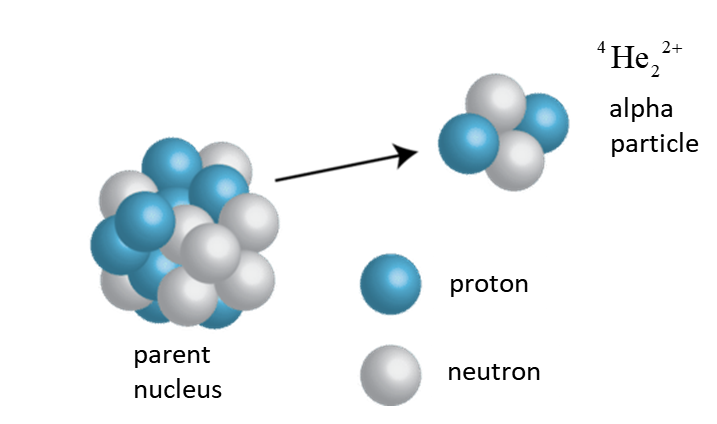 ⁴He₂²⁺
alpha
particle
proton
neutron
parent
nucleus